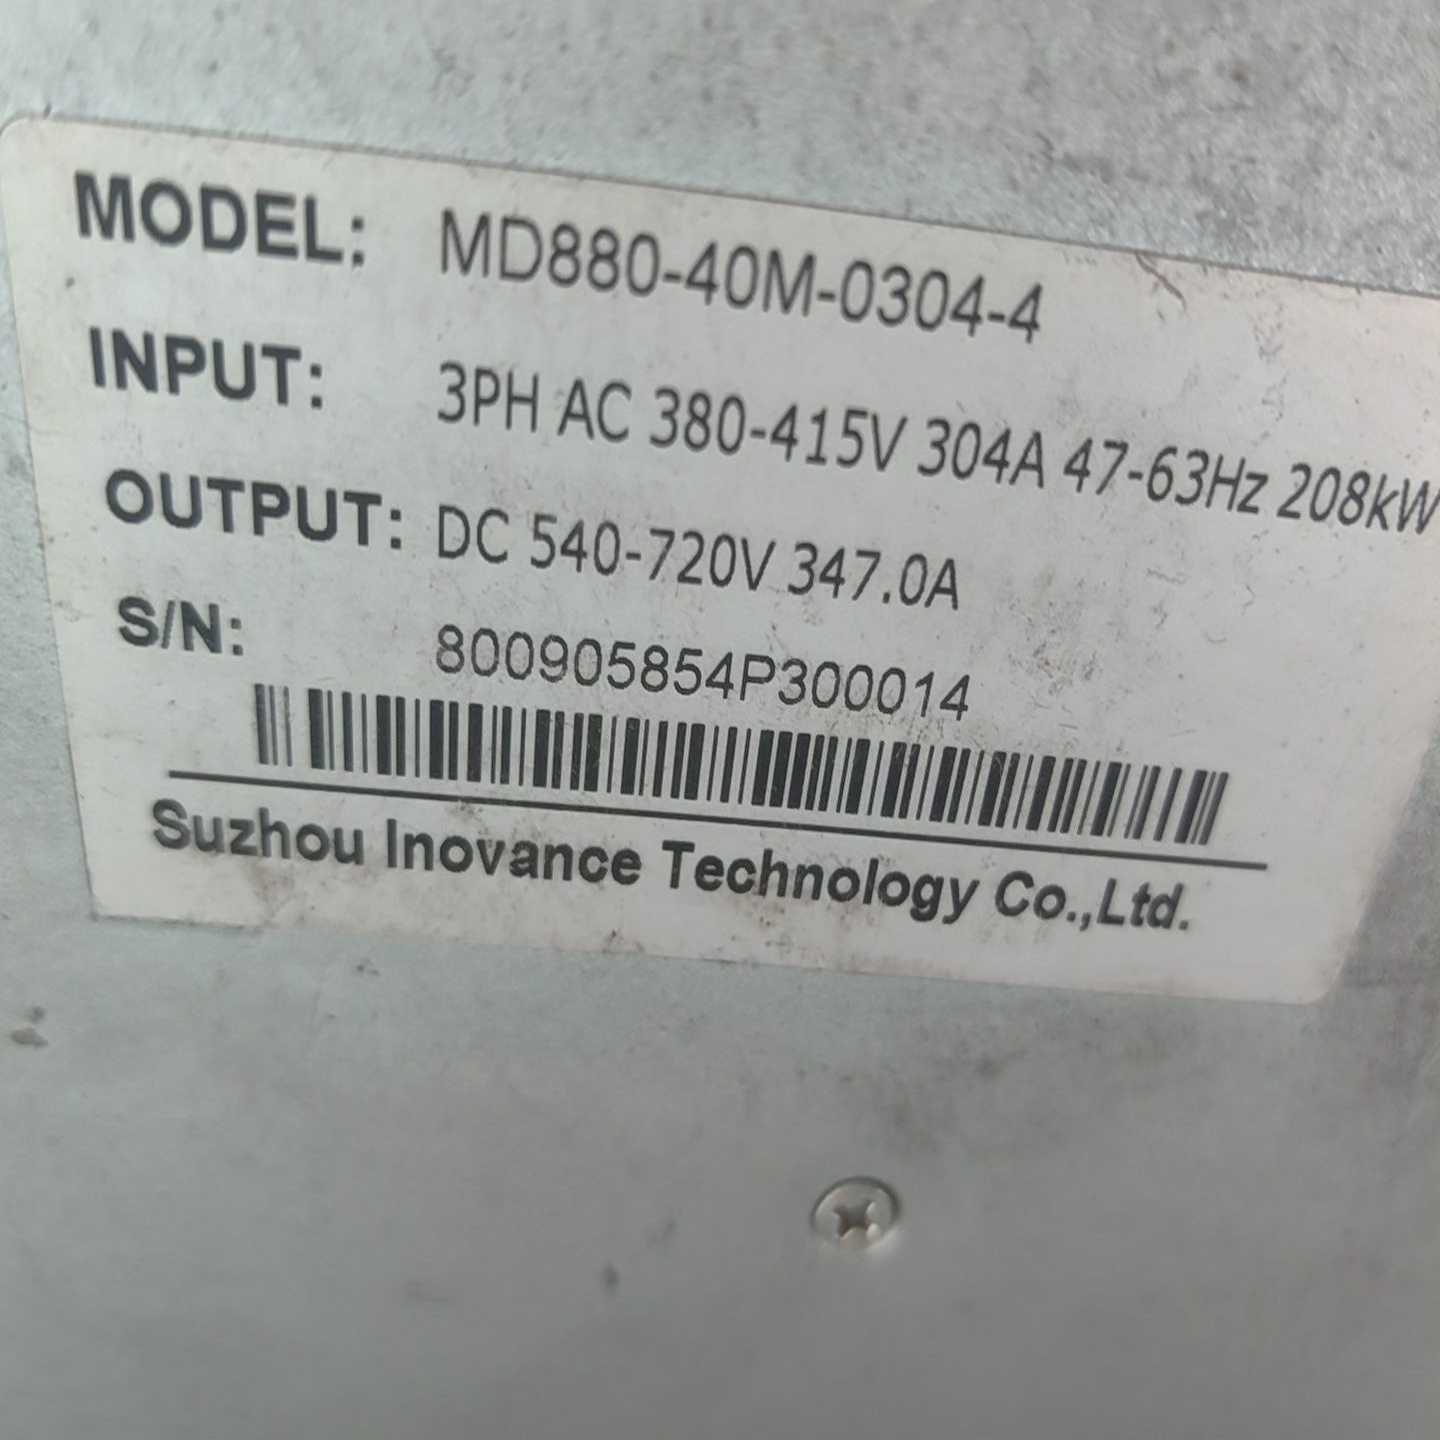 MODEL: MD880-40M-0304-4
INPUT: 3PH AC 380-415V 304A 47-63Hz 208kW
OUTPUT: DC 540-720V 347.0A
S/N: 800905854P300014
Suzhou Inovance Technology Co.,Ltd.